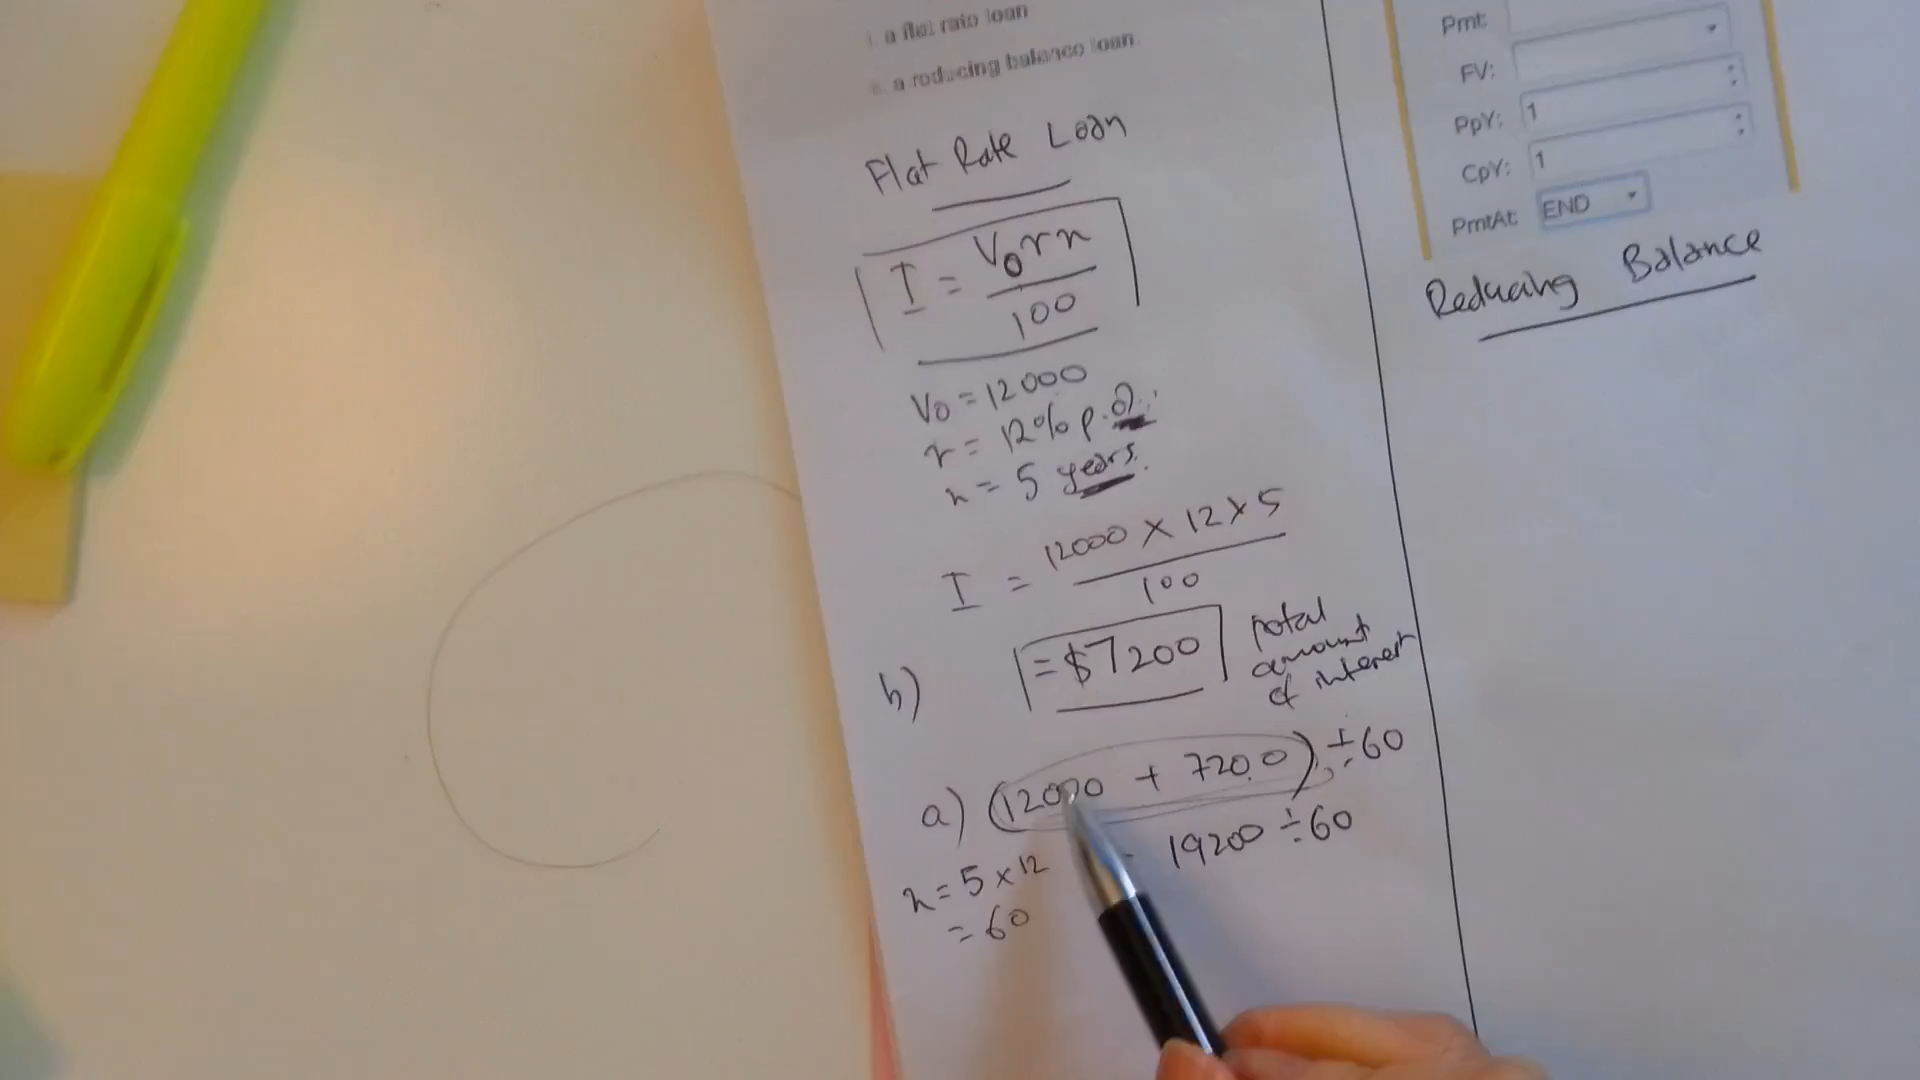 a flat rate loan
a reducing balance loan
Flat Rate Loan
I = V₀rn
100
V₀ = 12000
r = 12% p.a.
n = 5 years.
I = 12000 × 12 × 5
100
b) = $7200 total
amount
of interest
a) (12000 + 7200) ÷ 60
n = 5 × 12
= 60
19200 ÷ 60
Pmt:
FV:
PpY: 1
CpY: 1
PmtAt: END
Reducing Balance